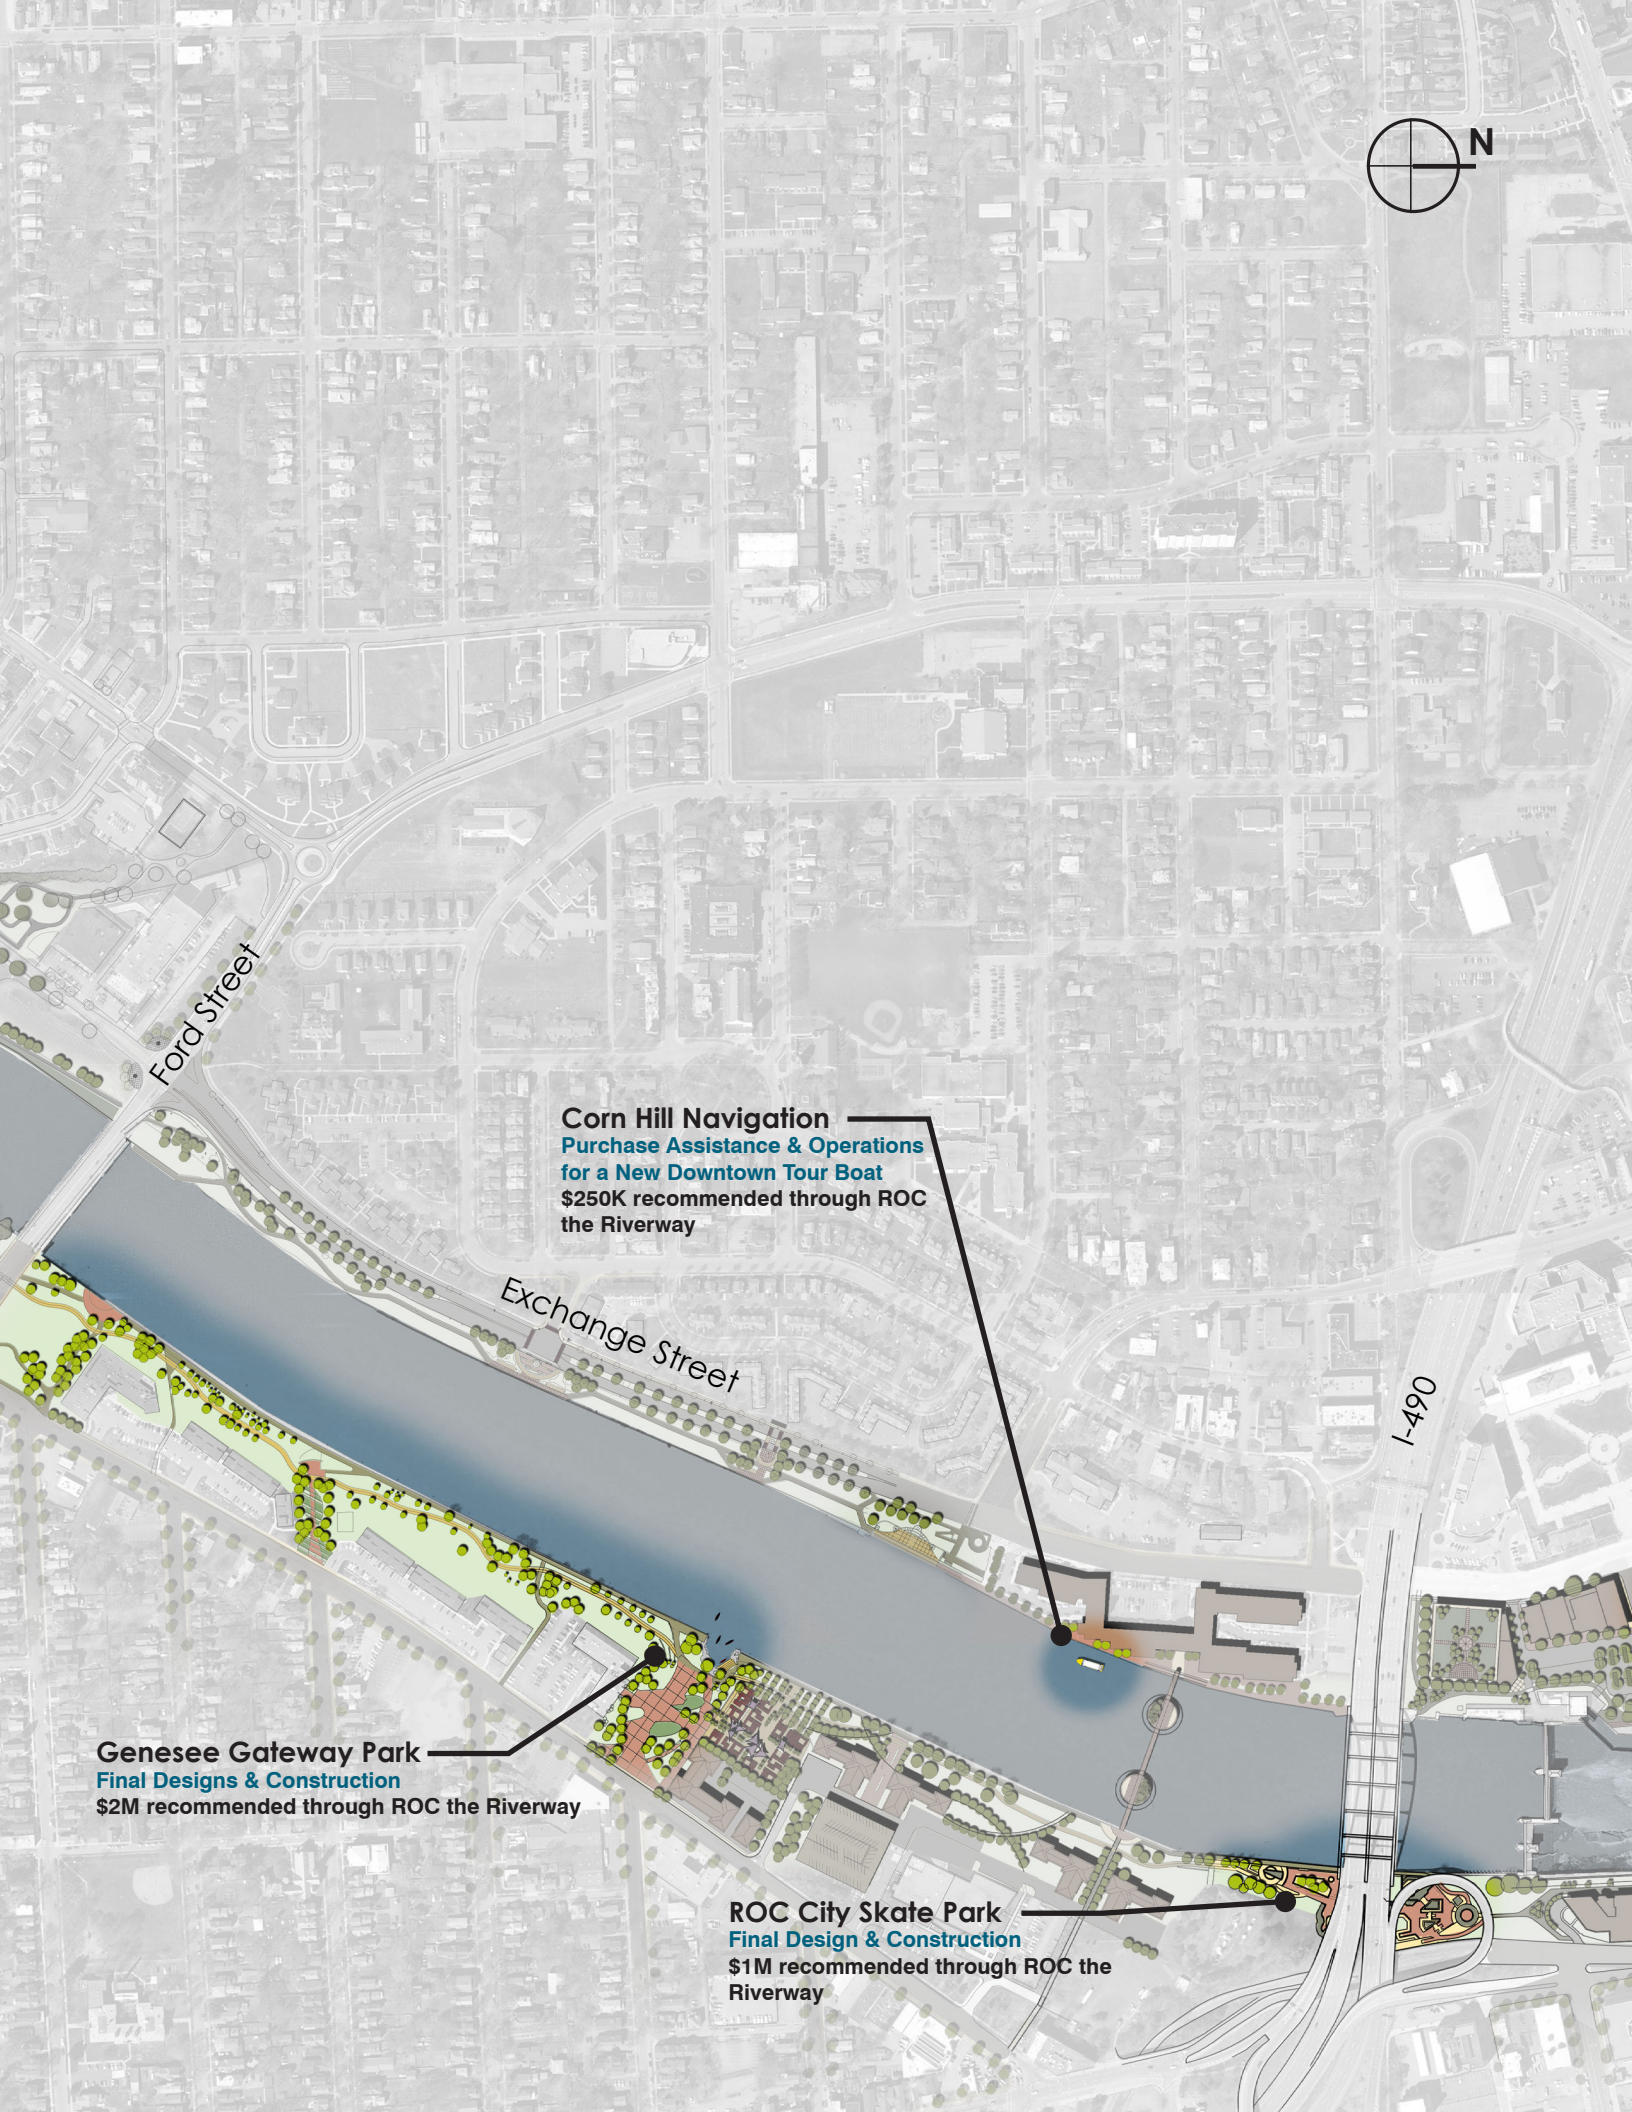 N
Ford Street
Corn Hill Navigation
Purchase Assistance & Operations
for a New Downtown Tour Boat
$250K recommended through ROC
the Riverway
Exchange Street
I-490
Genesee Gateway Park
Final Designs & Construction
$2M recommended through ROC the Riverway
ROC City Skate Park
Final Design & Construction
$1M recommended through ROC the
Riverway